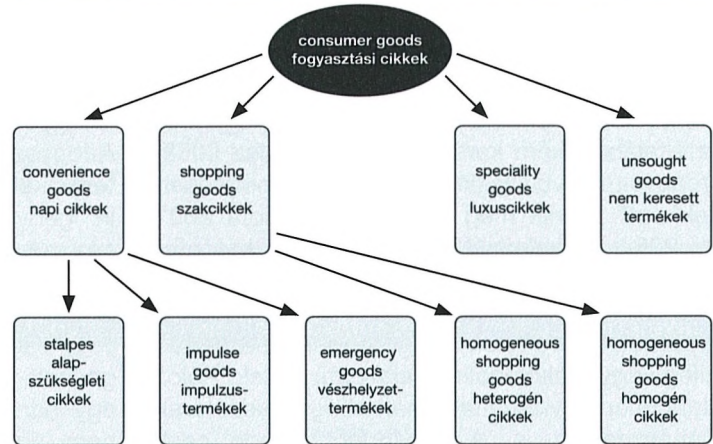 consumer goods
fogyasztási cikkek
convenience
goods
napi cikkek
shopping
goods
szakcikkek
speciality
goods
luxuscikkek
unsought
goods
nem keresett
termékek
stalpes
alap-
szükségleti
cikkek
impulse
goods
impulzus-
termékek
emergency
goods
vészhelyzet-
termékek
homogeneous
shopping
goods
heterogén
cikkek
homogeneous
shopping
goods
homogén
cikkek